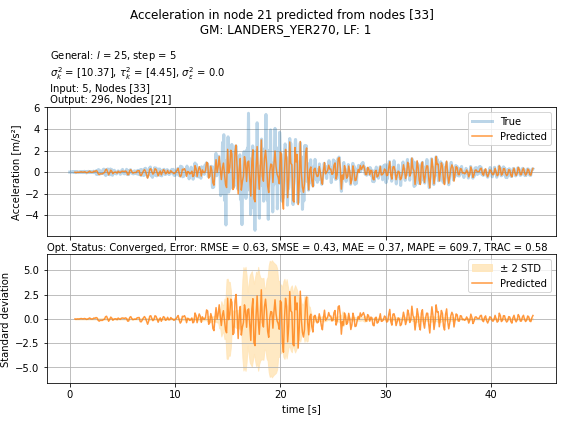 Acceleration in node 21 predicted from nodes [33]
GM: LANDERS_YER270, LF: 1
General: l = 25, step = 5
σ²ₖ = [10.37], τ²ₖ = [4.45], σ²ε = 0.0
Input: 5, Nodes [33]
Output: 296, Nodes [21]
Acceleration [m/s²]
6
4
2
0
−2
−4
True
Predicted
Opt. Status: Converged, Error: RMSE = 0.63, SMSE = 0.43, MAE = 0.37, MAPE = 609.7, TRAC = 0.58
Standard deviation
5.0
2.5
0.0
−2.5
−5.0
± 2 STD
Predicted
0
10
20
30
40
time [s]